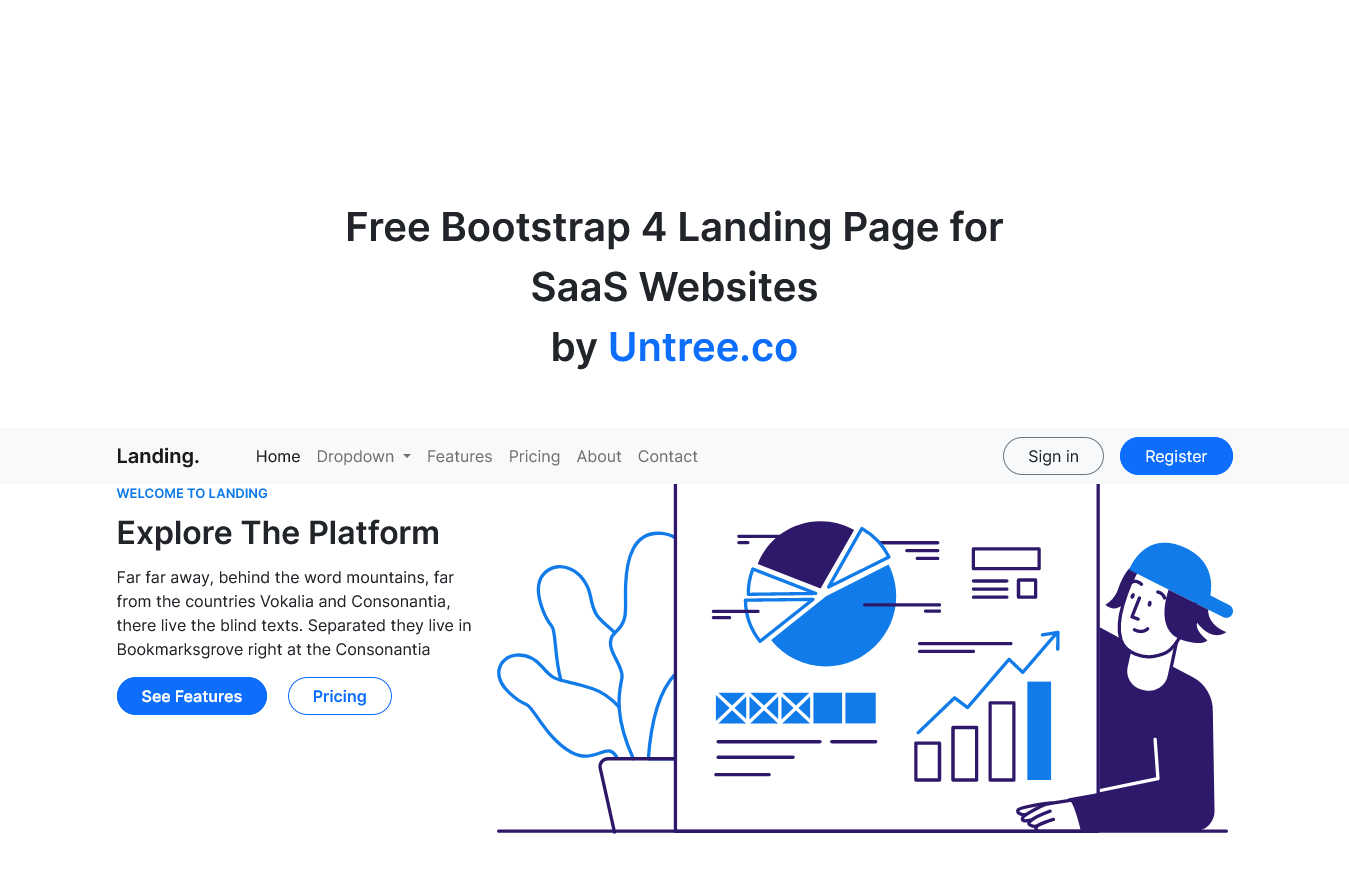 Free Bootstrap 4 Landing Page for
SaaS Websites
by Untree.co
Landing. Home Dropdown Features Pricing About Contact Sign in Register
WELCOME TO LANDING
Explore The Platform
Far far away, behind the word mountains, far
from the countries Vokalia and Consonantia,
there live the blind texts. Separated they live in
Bookmarksgrove right at the Consonantia
See Features Pricing